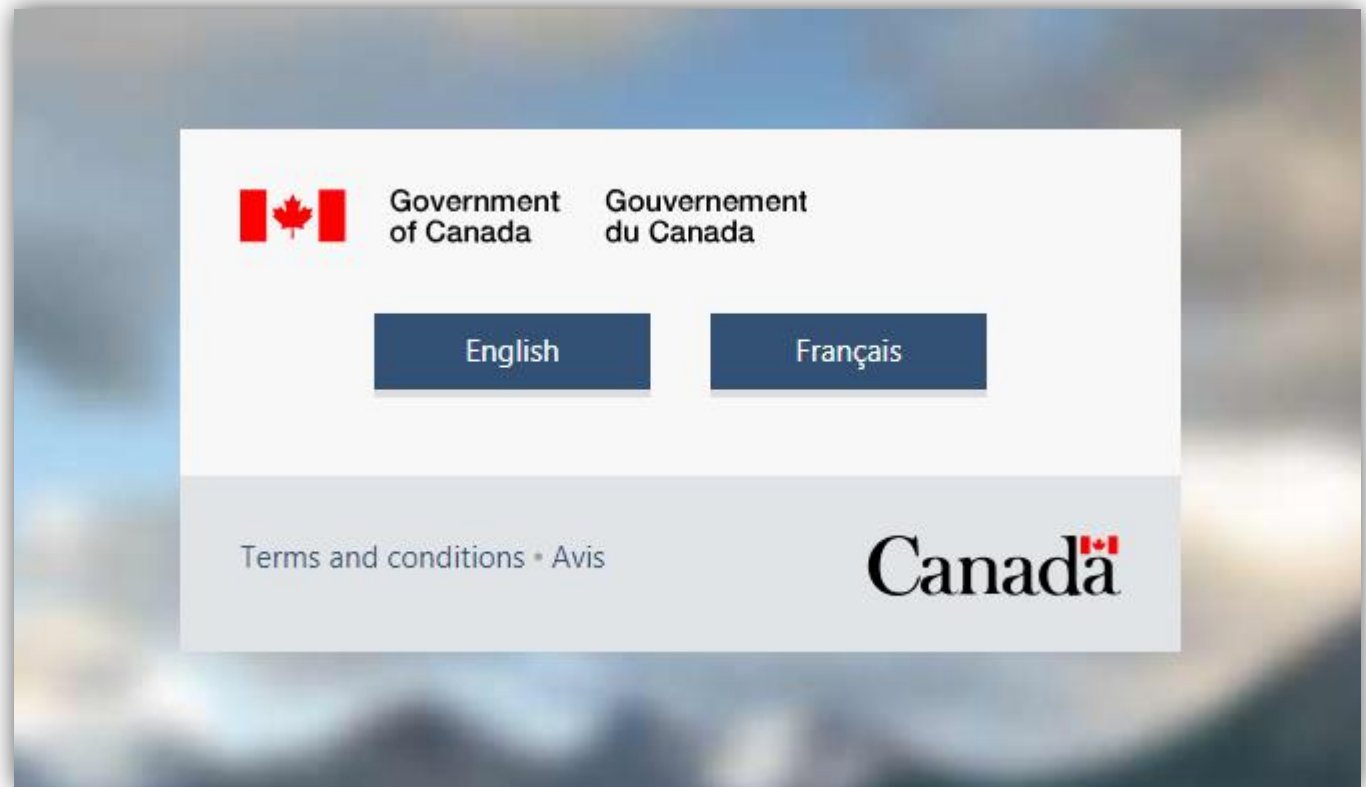 Government of Canada
Gouvernement du Canada
English
Français
Terms and conditions • Avis
Canada